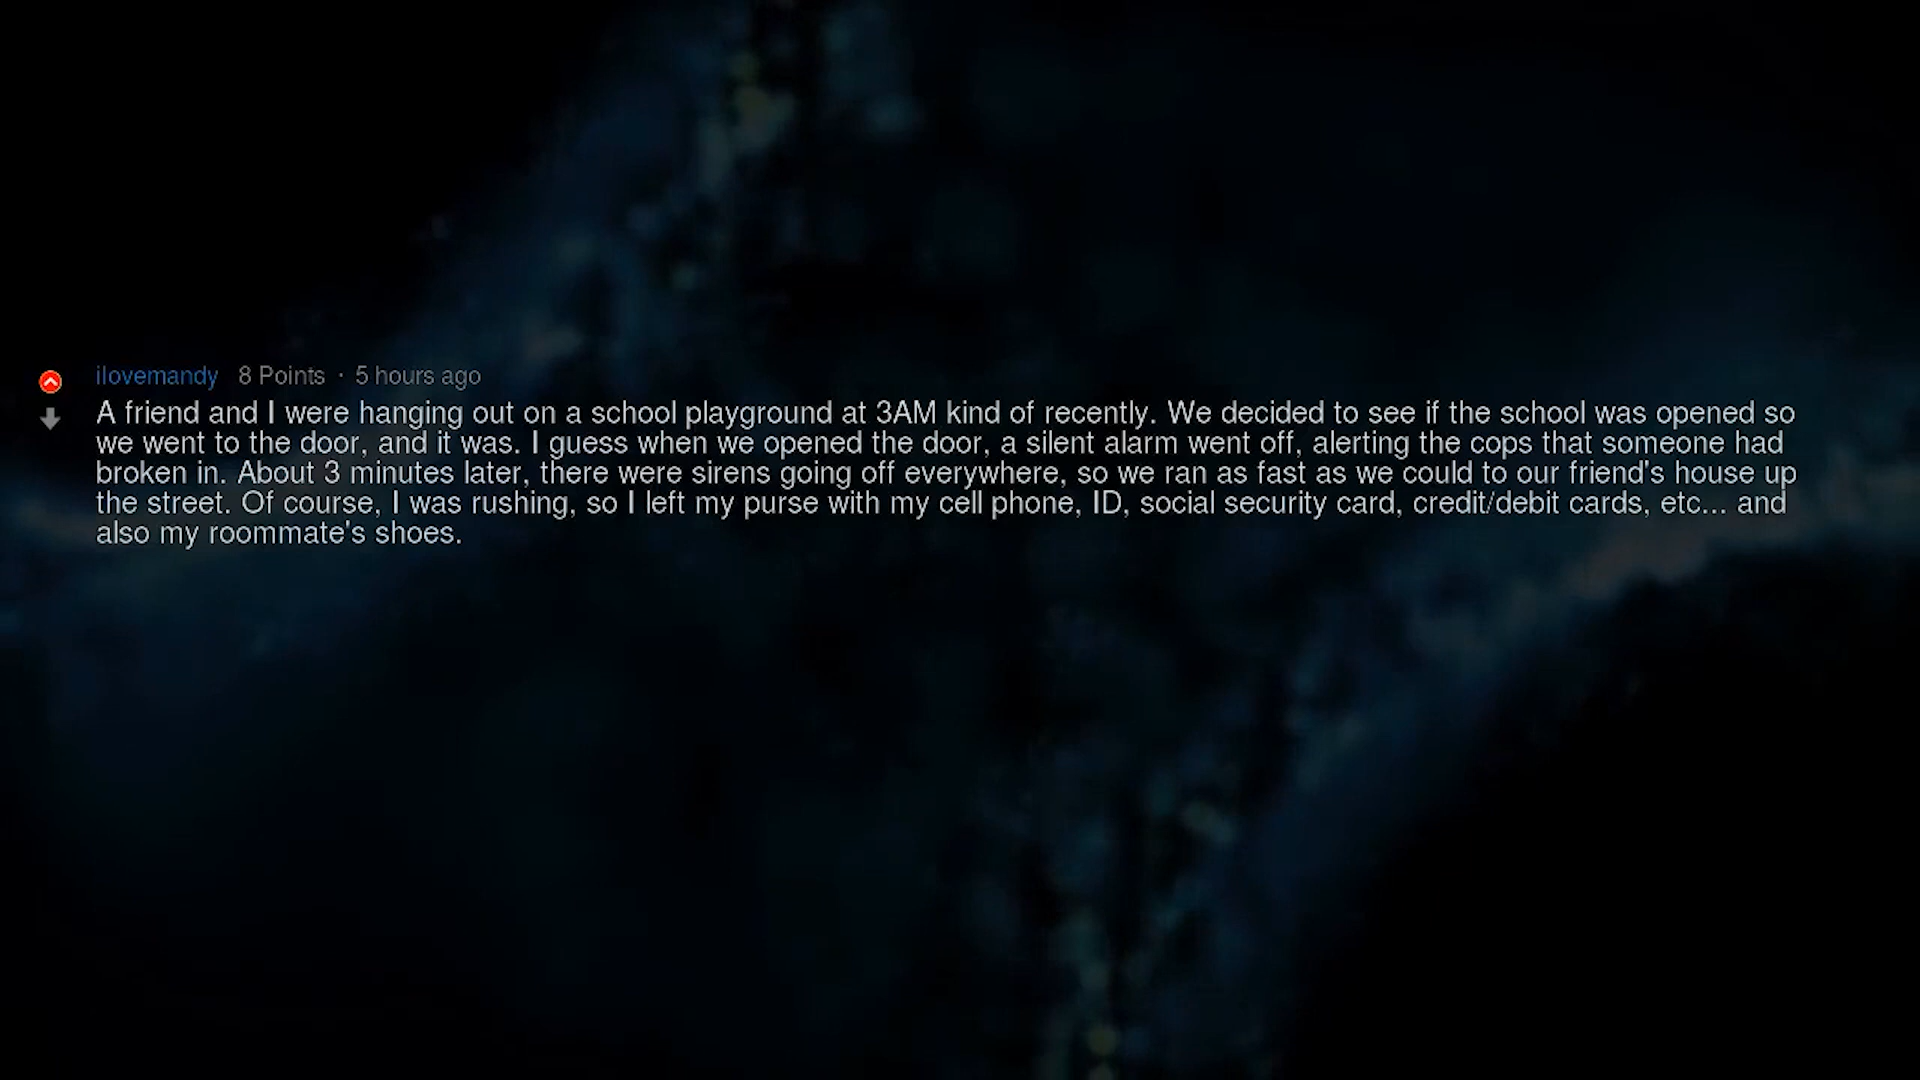 ilovemandy 8 Points · 5 hours ago
A friend and I were hanging out on a school playground at 3AM kind of recently. We decided to see if the school was opened so
we went to the door, and it was. I guess when we opened the door, a silent alarm went off, alerting the cops that someone had
broken in. About 3 minutes later, there were sirens going off everywhere, so we ran as fast as we could to our friend's house up
the street. Of course, I was rushing, so I left my purse with my cell phone, ID, social security card, credit/debit cards, etc... and
also my roommate's shoes.